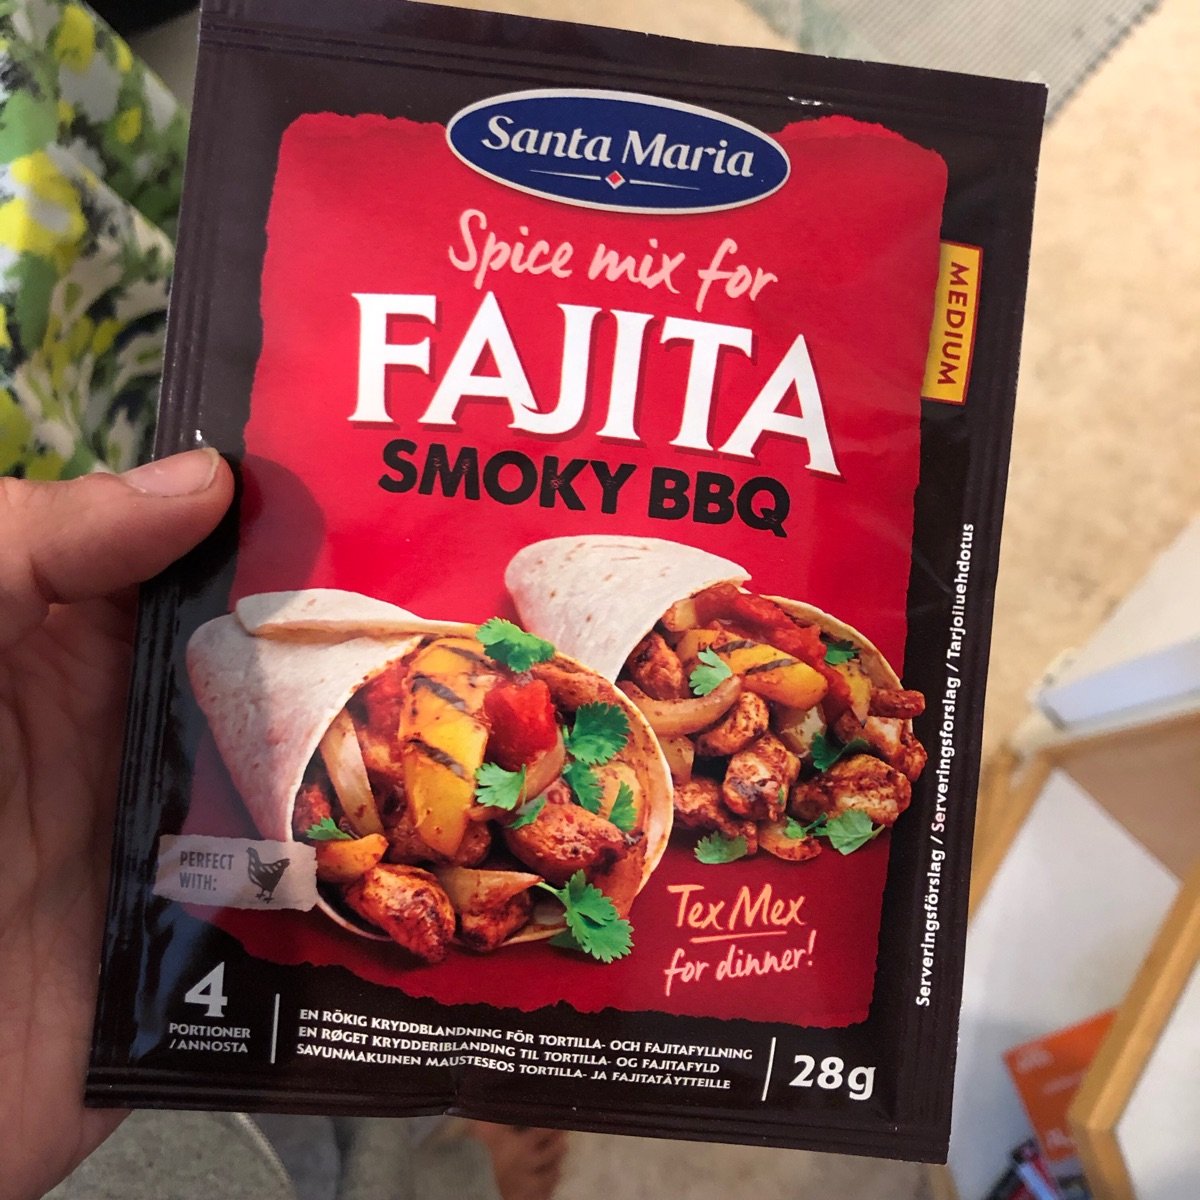 Santa Maria
Spice mix for
FAJITA
SMOKY BBQ
MEDIUM
Serveringsförslag / Serveringsforslag / Tarjoiluehdotus
PERFECT
WITH:
Tex Mex
for dinner!
4
PORTIONER
/ANNOSTA
EN RÖKIG KRYDDBLANDNING FÖR TORTILLA- OCH FAJITAFYLLNING
EN RØGET KRYDDERIBLANDING TIL TORTILLA- OG FAJITAFYLD
SAVUNMAKUINEN MAUSTESEOS TORTILLA- JA FAJITATÄYTTEILLE
28g